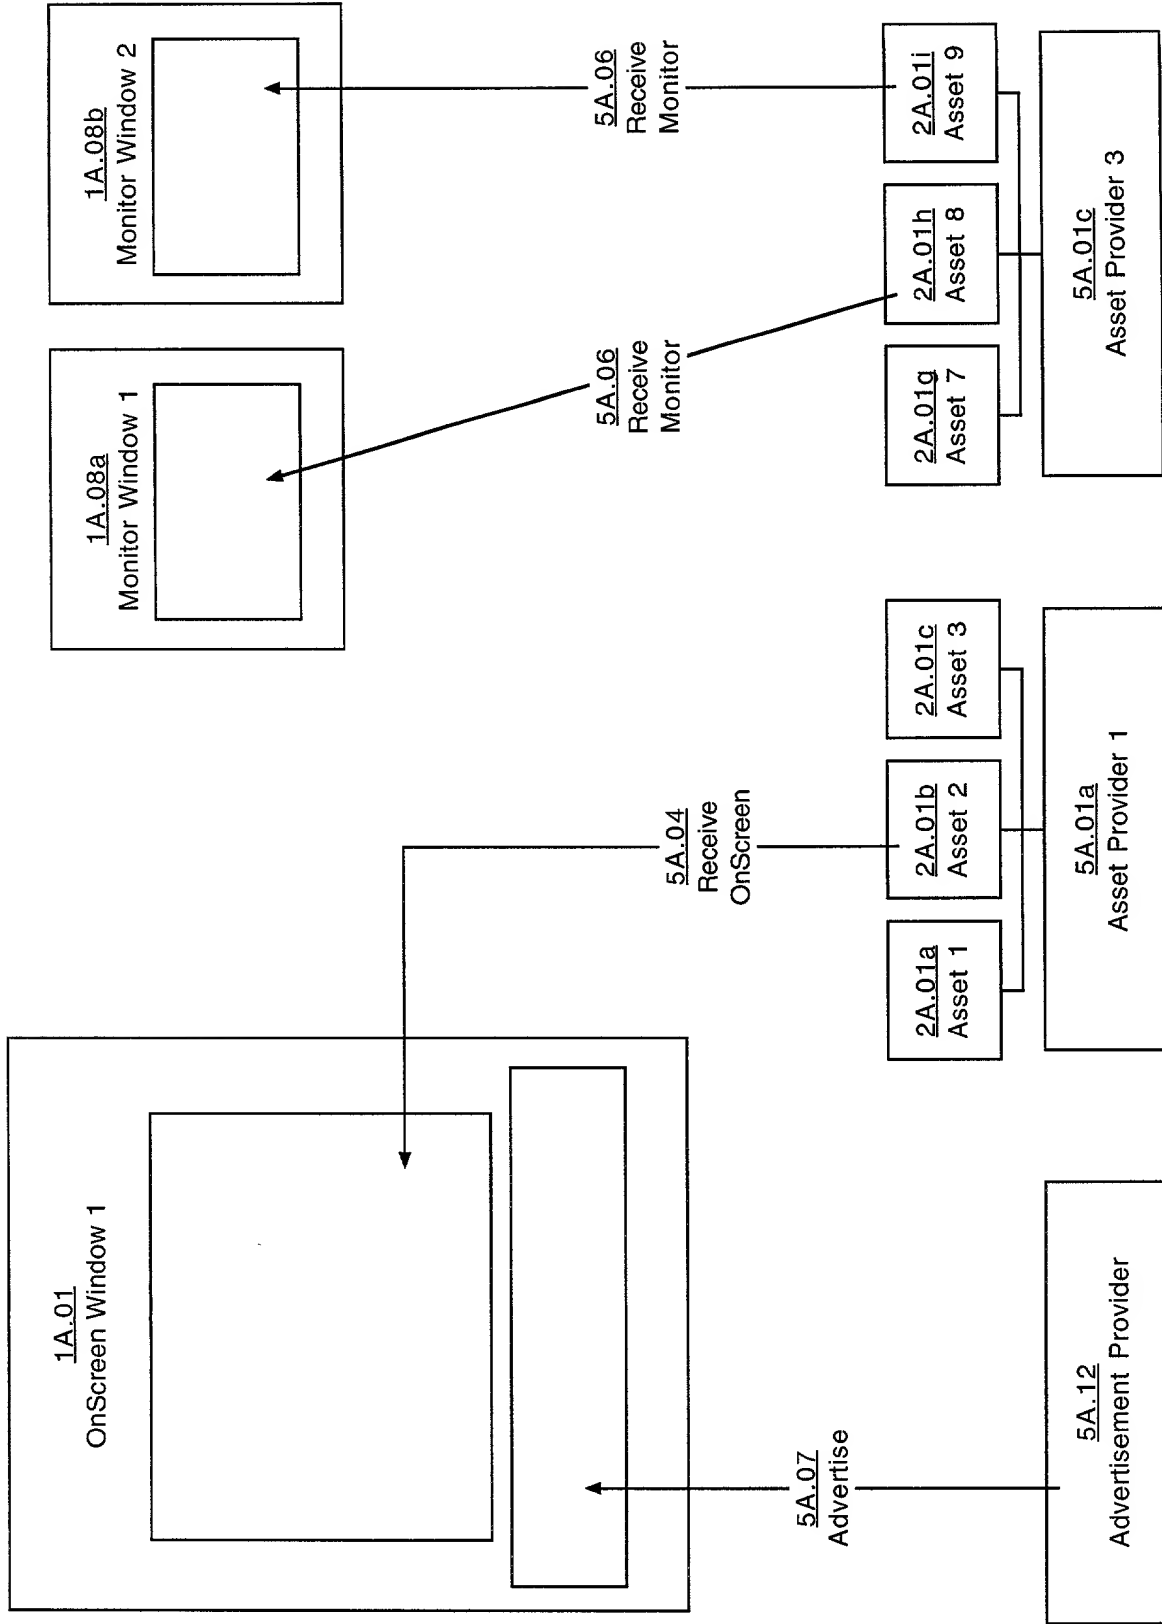 1A.01
OnScreen Window 1
1A.08a
Monitor Window 1
1A.08b
Monitor Window 2
5A.07
Advertise
5A.04
Receive
OnScreen
5A.06
Receive
Monitor
5A.06
Receive
Monitor
2A.01a
Asset 1
2A.01b
Asset 2
2A.01c
Asset 3
2A.01g
Asset 7
2A.01h
Asset 8
2A.01i
Asset 9
5A.12
Advertisement Provider
5A.01a
Asset Provider 1
5A.01c
Asset Provider 3